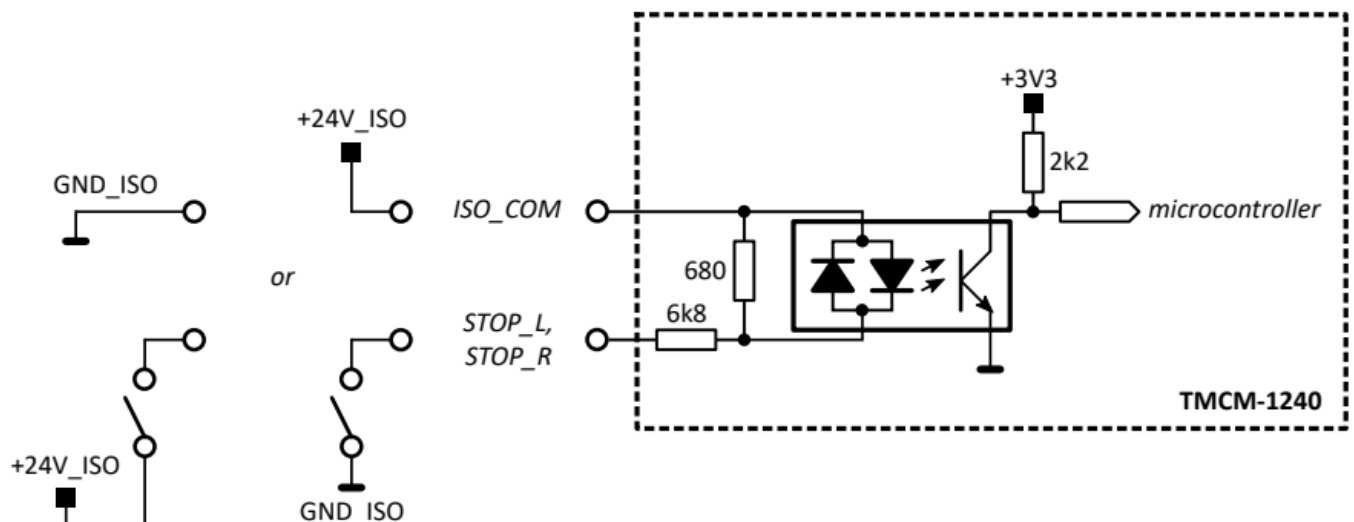 +3V3
+24V_ISO
2k2
GND_ISO
ISO_COM
microcontroller
680
or
6k8
STOP_L,
STOP_R
TMCM-1240
+24V_ISO
GND_ISO